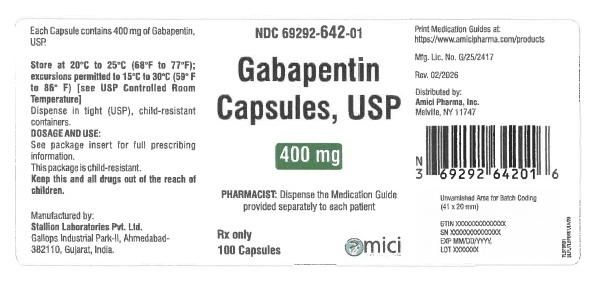 Each Capsule contains 400 mg of Gabapentin,
USP.
Store at 20°C to 25°C (68°F to 77°F);
excursions permitted to 15°C to 30°C (59° F
to 86° F) [see USP Controlled Room
Temperature]
Dispense in tight (USP), child-resistant
containers.
DOSAGE AND USE:
See package insert for full prescribing
information.
This package is child-resistant.
Keep this and all drugs out of the reach of
children.
Manufactured by:
Stallion Laboratories Pvt. Ltd.
Gallops Industrial Park-II, Ahmedabad-
382110, Gujarat, India.
NDC 69292-642-01
Gabapentin
Capsules, USP
400 mg
PHARMACIST: Dispense the Medication Guide
provided separately to each patient
Rx only
100 Capsules
amici
Print Medication Guides at:
https://www.amicipharma.com/products
Mfg. Lic. No. G/25/2417
Rev. 02/2026
Distributed by:
Amici Pharma, Inc.
Melville, NY 11747
N
3 69292 64201 6
Unvarnished Area for Batch Coding
(41 x 20 mm)
GTIN XXXXXXXXXXXXXX
SN XXXXXXXXXXXXXX
EXP MM/DD/YYYY,
LOT XXXXXXX